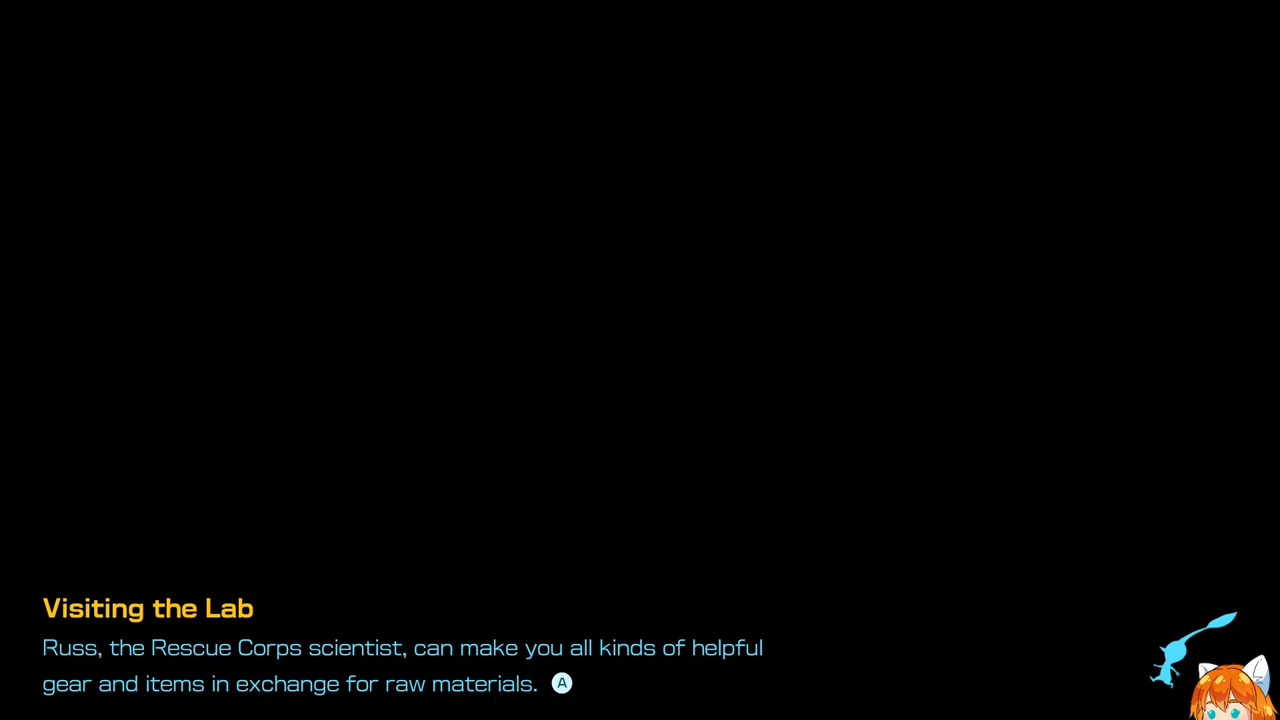 Visiting the Lab
Russ, the Rescue Corps scientist, can make you all kinds of helpful
gear and items in exchange for raw materials. A